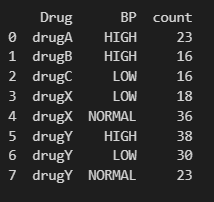 Drug BP count
0 drugA HIGH 23
1 drugB HIGH 16
2 drugC LOW 16
3 drugX LOW 18
4 drugX NORMAL 36
5 drugY HIGH 38
6 drugY LOW 30
7 drugY NORMAL 23